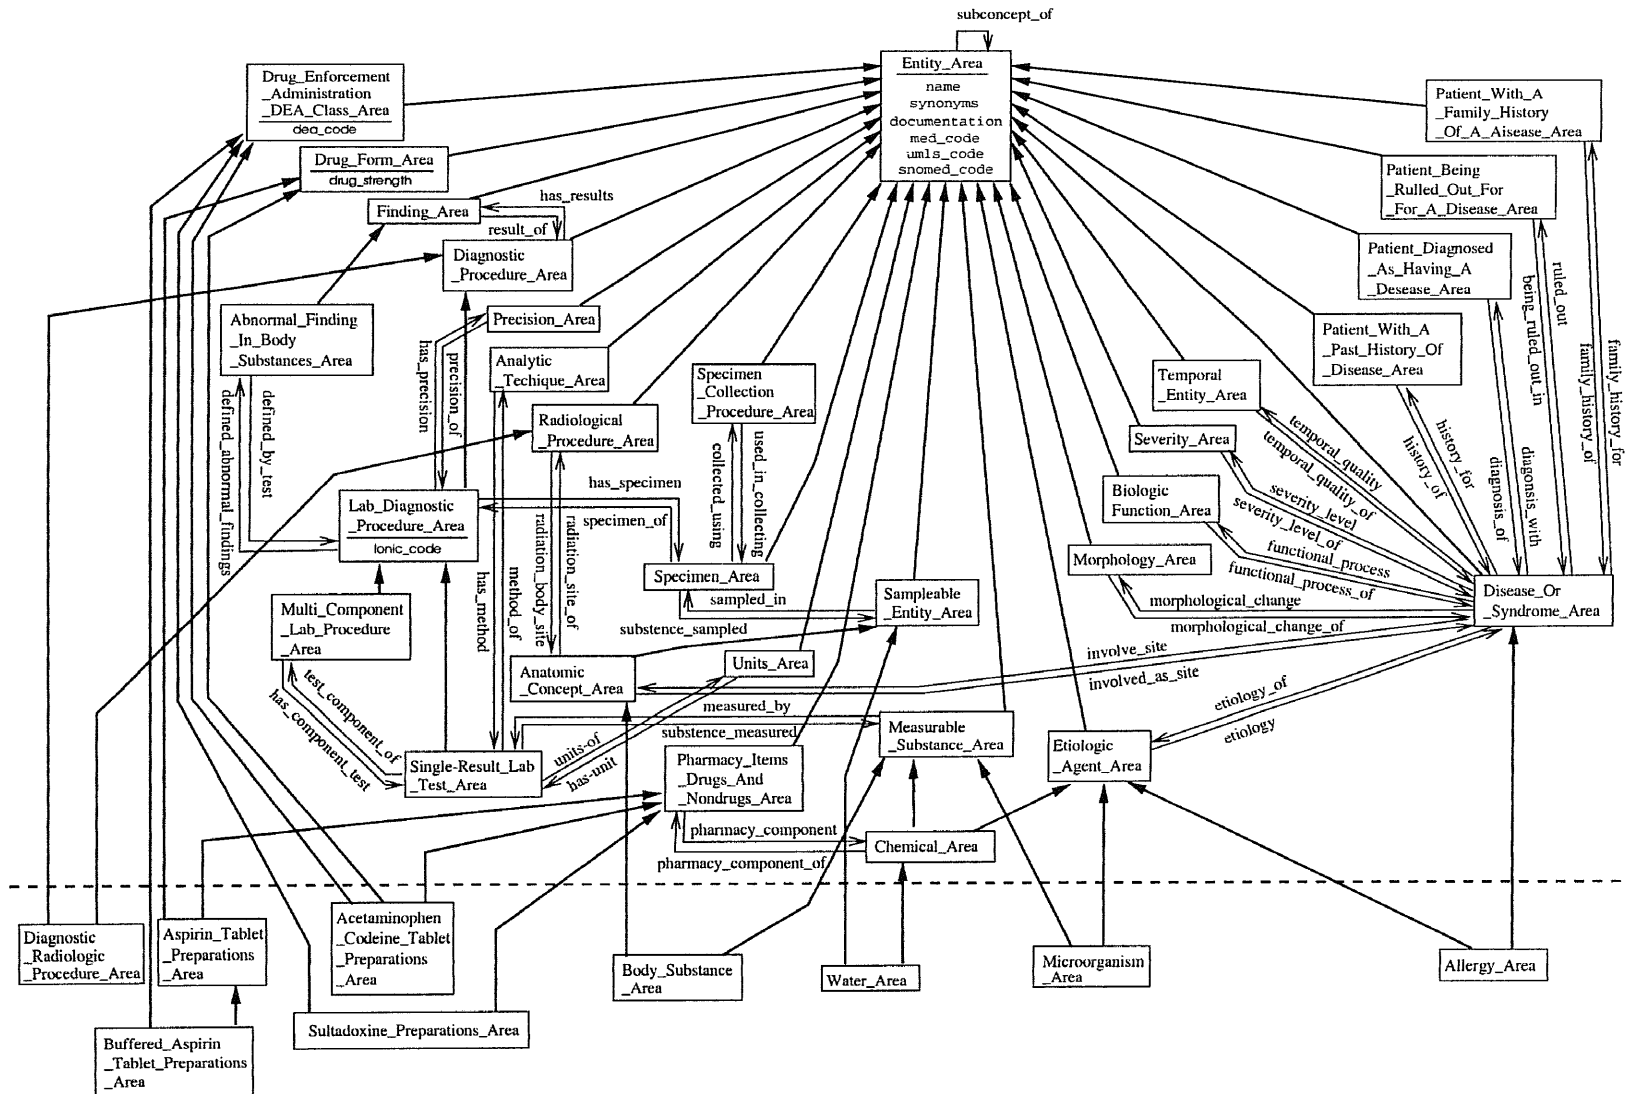 subconcept_of
Entity_Area
name
synonyms
documentation
med_code
umls_code
snomed_code
Drug_Enforcement
_Administration
_DEA_Class_Area
dea_code
Drug_Form_Area
drug_strength
Finding_Area
has_results
result_of
Diagnostic
_Procedure_Area
Patient_With_A
_Family_History
_Of_A_Aisease_Area
Patient_Being
_Rulled_Out_For
_For_A_Disease_Area
Patient_Diagnosed
_As_Having_A
_Desease_Area
Patient_With_A
_Past_History_Of
_Disease_Area
ruled_out
being_ruled_out_in
family_history_for
family_history_of
Abnormal_Finding
_In_Body
_Substances_Area
Precision_Area
has_precision
precision_of
Analytic
_Techique_Area
Radiological
_Procedure_Area
Specimen
_Collection
_Procedure_Area
Temporal
_Entity_Area
Severity_Area
Biologic
Function_Area
Morphology_Area
temporal_quality
temporal_quality_of
history_for
history_of
diagnosis_of
diagonsis_with
severity_level
severity_level_of
functional_process
functional_process_of
morphological_change
morphological_change_of
Disease_Or
_Syndrome_Area
defined_by_test
defined_abnormal_findings
Lab_Diagnostic
_Procedure_Area
Ionic_code
has_specimen
specimen_of
collected_using
used_in_collecting
radiation_site_of
radiation_body_site
Specimen_Area
sampled_in
substence_sampled
Sampleable
_Entity_Area
Multi_Component
_Lab_Procedure
_Area
has_method
method_of
Anatomic
_Concept_Area
Units_Area
involve_site
involved_as_site
test_component_of
has_component_test
measured_by
substence_measured
units-of
has-unit
Measurable
_Substance_Area
etiology_of
etiology
Etiologic
_Agent_Area
Single-Result_Lab
_Test_Area
Pharmacy_Items
_Drugs_And
_Nondrugs_Area
pharmacy_component
pharmacy_component_of
Chemical_Area
Diagnostic
_Radiologic
_Procedure_Area
Aspirin_Tablet
_Preparations
_Area
Acetaminophen
_Codeine_Tablet
_Preparations
_Area
Body_Substance
_Area
Water_Area
Microorganism
_Area
Allergy_Area
Sultadoxine_Preparations_Area
Buffered_Aspirin
_Tablet_Preparations
_Area